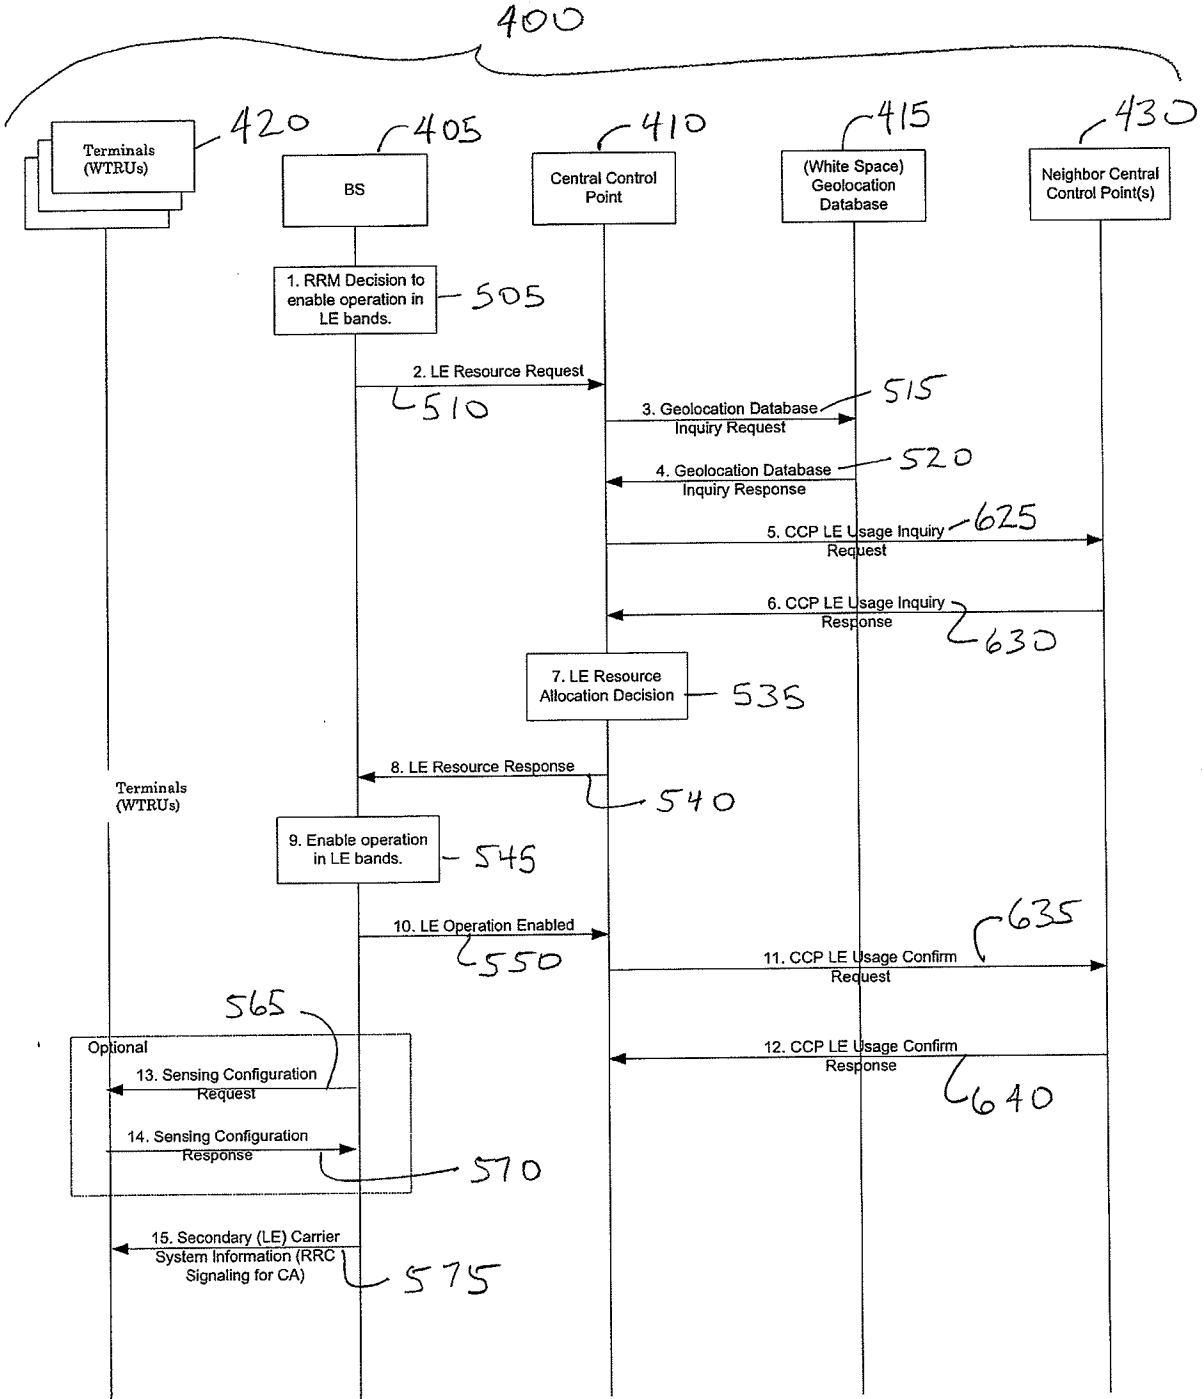 400
420
405
410
415
430
Terminals
(WTRUs)
BS
Central Control
Point
(White Space)
Geolocation
Database
Neighbor Central
Control Point(s)
1. RRM Decision to
enable operation in
LE bands.
505
2. LE Resource Request
510
3. Geolocation Database
Inquiry Request
515
4. Geolocation Database
Inquiry Response
520
5. CCP LE Usage Inquiry
Request
625
6. CCP LE Usage Inquiry
Response
630
7. LE Resource
Allocation Decision
535
8. LE Resource Response
540
Terminals
(WTRUs)
9. Enable operation
in LE bands.
545
10. LE Operation Enabled
550
635
11. CCP LE Usage Confirm
Request
565
Optional
12. CCP LE Usage Confirm
Response
640
13. Sensing Configuration
Request
14. Sensing Configuration
Response
570
15. Secondary (LE) Carrier
System Information (RRC
Signaling for CA)
575